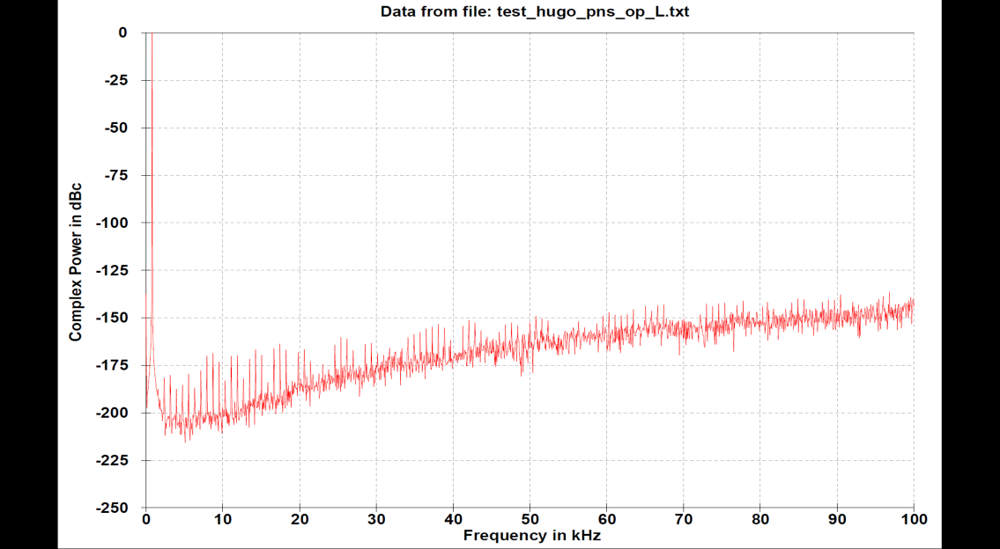 Data from file: test_hugo_pns_op_L.txt
Complex Power in dBc
0
-25
-50
-75
-100
-125
-150
-175
-200
-225
-250
0 10 20 30 40 50 60 70 80 90 100
Frequency in kHz